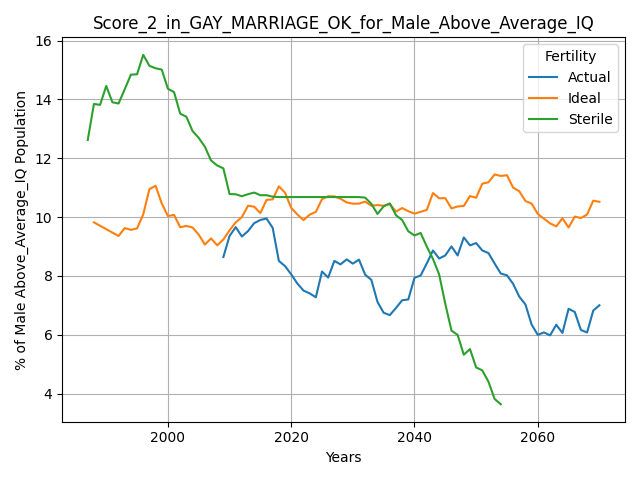 Score_2_in_GAY_MARRIAGE_OK_for_Male_Above_Average_IQ
% of Male Above_Average_IQ Population
16
14
12
10
8
6
4
Fertility
Actual
Ideal
Sterile
2000
2020
2040
2060
Years